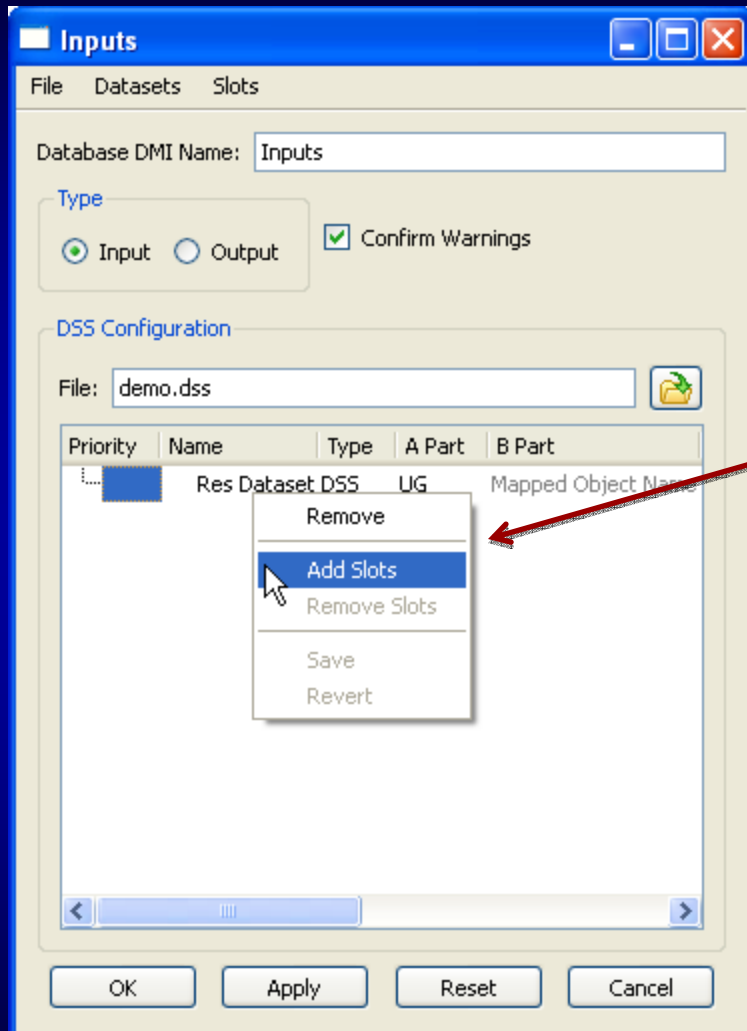 Inputs
File Datasets Slots
Database DMI Name: Inputs
Type
Input Output Confirm Warnings
DSS Configuration
File: demo.dss
Priority Name Type A Part B Part
Res Dataset DSS UG Mapped Object Name
Remove
Add Slots
Remove Slots
Save
Revert
OK Apply Reset Cancel